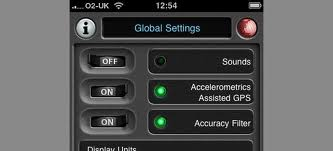 O2-UK 12:54
Global Settings
OFF Sounds
ON Accelerometrics
Assisted GPS
ON Accuracy Filter
Display Units